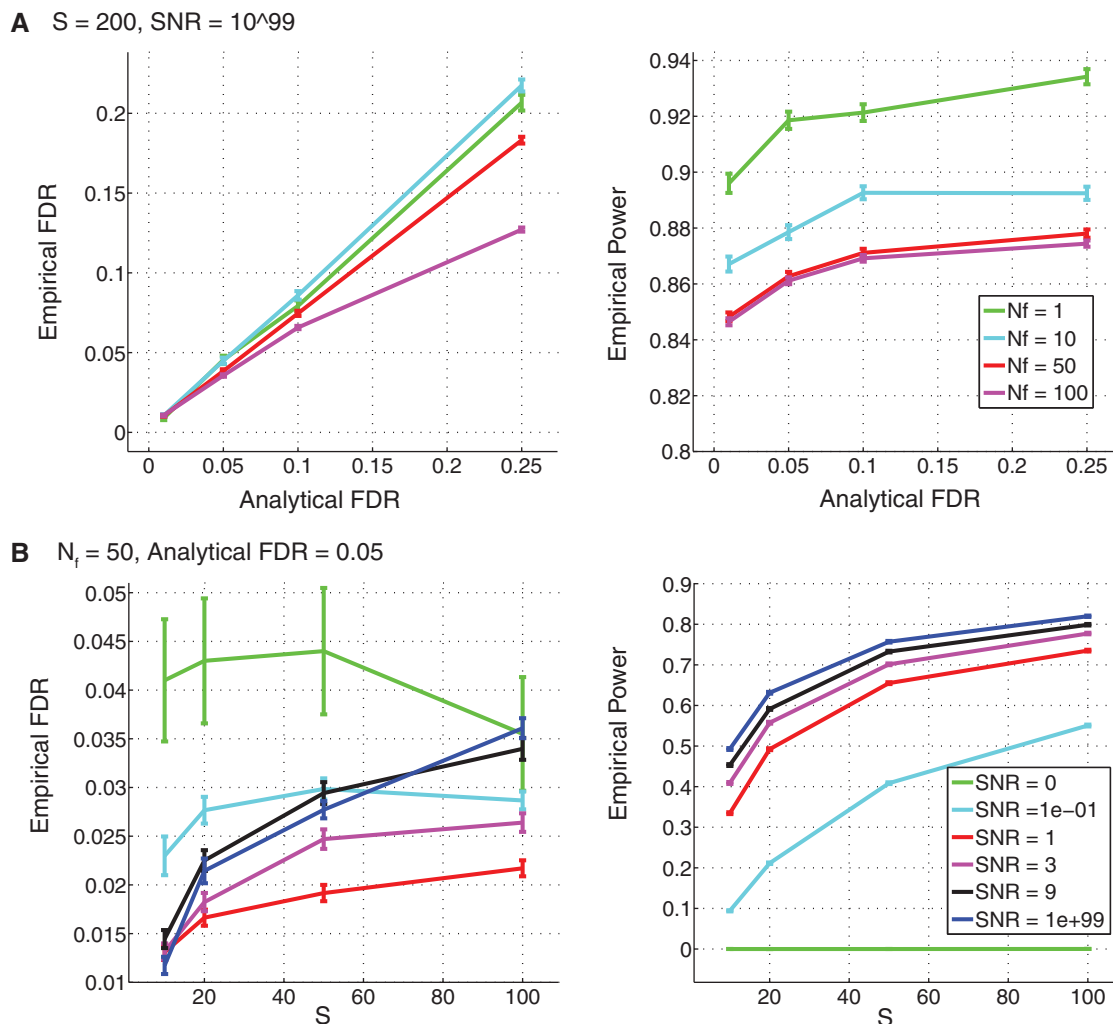 A S = 200, SNR = 10^99
Empirical FDR
0.2
0.15
0.1
0.05
0
0 0.05 0.1 0.15 0.2 0.25
Analytical FDR
Empirical Power
0.94
0.92
0.9
0.88
0.86
0.84
0.82
0.8
0 0.05 0.1 0.15 0.2 0.25
Analytical FDR
Nf = 1
Nf = 10
Nf = 50
Nf = 100
B Nf = 50, Analytical FDR = 0.05
Empirical FDR
0.05
0.045
0.04
0.035
0.03
0.025
0.02
0.015
0.01
20 40 60 80 100
S
Empirical Power
0.9
0.8
0.7
0.6
0.5
0.4
0.3
0.2
0.1
0
20 40 60 80 100
S
SNR = 0
SNR =1e−01
SNR = 1
SNR = 3
SNR = 9
SNR = 1e+99